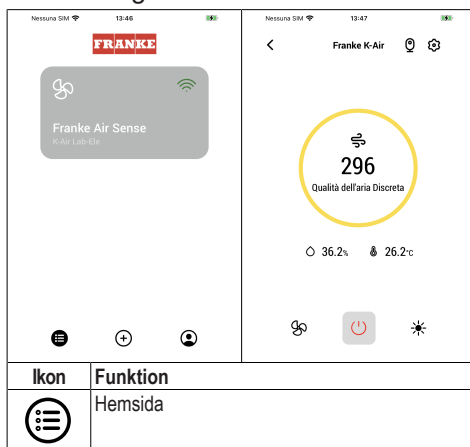 Nessuna SIM 13:46
FRANKE
Franke Air Sense
K-Air Lab-Ele
Nessuna SIM 13:47
Franke K-Air
296
Qualità dell'aria Discreta
36.2% 26.2°C
Ikon Funktion
Hemsida